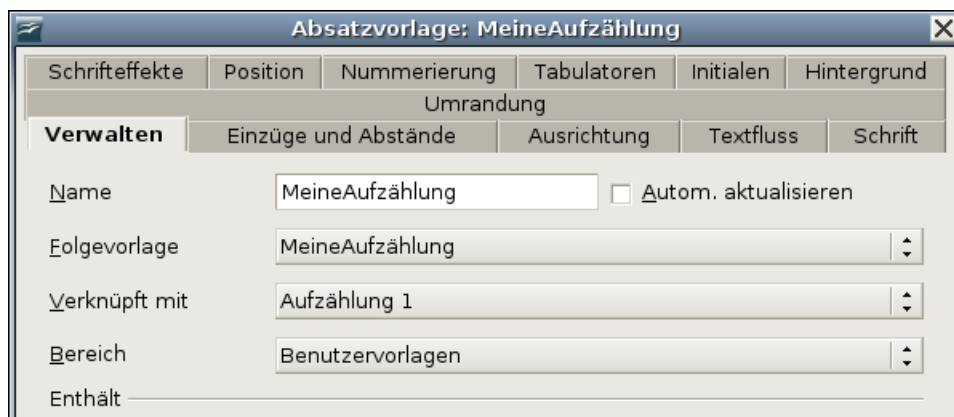 Absatzvorlage: MeineAufzählung
Schrifteffekte Position Nummerierung Tabulatoren Initialen Hintergrund
Umrandung
Verwalten Einzüge und Abstände Ausrichtung Textfluss Schrift
Name MeineAufzählung Autom. aktualisieren
Folgevorlage MeineAufzählung
Verknüpft mit Aufzählung 1
Bereich Benutzervorlagen
Enthält